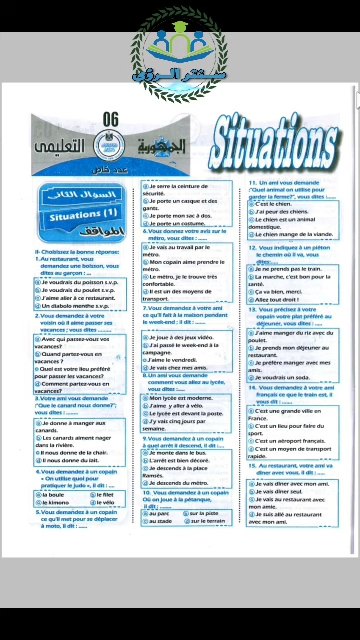 سنتر الرؤى
06
التعليمى
الجمهورية
عدد خاص
Situations
السؤال الثانى
Situations (1)
المواقف
II- Choisissez la bonne réponse:
1.Au restaurant, vous
demandez une boisson, vous
dites au garçon : ...
ⓐ Je voudrais du poisson s.v.p.
ⓑ Je voudrais du poulet s.v.p.
ⓒ J'aime aller à ce restaurant.
ⓓ Un diabolo menthe s.v.p.
2.Vous demandez à votre
voisin où il aime passer ses
vacances ; vous dites ........
ⓐ Avec qui passez-vous vos
vacances?
ⓑ Quand partez-vous en
vacances ?
ⓒ Quel est votre lieu préféré
pour passer les vacances?
ⓓ Comment partez-vous en
vacances?
3.Votre ami vous demande
"Que le canard nous donne?";
vous dites : ........
ⓐ Je donne à manger aux
canards.
ⓑ Les canards aiment nager
dans la rivière.
ⓒ Il nous donne de la chair.
ⓓ Il nous donne du lait.
4.Vous demandez à un copain
« On utilise quoi pour
pratiquer le judo », il dit : ....
ⓐ la boule
ⓑ le filet
ⓒ le kimono
ⓓ le vélo
5.Vous demandez à un copain
ce qu'il met pour se déplacer
à moto, il dit : .....
ⓐ Je serre la ceinture de
sécurité.
ⓑ Je porte un casque et des
gants.
ⓒ Je porte mon sac à dos.
ⓓ Je porte un costume.
6.Vous donnez votre avis sur le
métro, vous dites : ......
ⓐ Je vais au travail par le
métro.
ⓑ Mon copain aime prendre le
métro.
ⓒ Le métro, je le trouve très
confortable.
ⓓ Il est un des moyens de
transport.
7.Vous demandez à votre ami
ce qu'il fait à la maison pendant
le week-end ; il dit : ......
ⓐ Je joue à des jeux vidéo.
ⓑ J'ai passé le week-end à la
campagne.
ⓒ J'aime le vendredi.
ⓓ Je vais chez mes amis.
8.Un ami vous demande
comment vous allez au lycée,
vous dites :.....
ⓐ Mon lycée est moderne.
ⓑ J'aime y aller à vélo.
ⓒ Le lycée est devant la poste.
ⓓ J'y vais cinq jours par
semaine.
9.Vous demandez à un copain
à quel arrêt il descend, il dit :....
ⓐ Je monte dans le bus.
ⓑ L'arrêt est bien décoré.
ⓒ Je descends à la place
Ramsès.
ⓓ Je descends du métro.
10. Vous demandez à un copain
Où on joue à la pétanque,
il dit : ......
ⓐ au parc
ⓑ sur la piste
ⓒ au stade
ⓓ sur le terrain
11. Un ami vous demande
"Quel animal on utilise pour
garder la ferme?", vous dites :.....
ⓐ C'est le chien.
ⓑ J'ai peur des chiens.
ⓒ Le chien est un animal
domestique.
ⓓ Le chien mange de la viande.
12. Vous indiquez à un piéton
le chemin où il va, vous
dites:......
ⓐ Je ne prends pas le train.
ⓑ La marche, c'est bon pour la
santé.
ⓒ Ça va bien, merci.
ⓓ Allez tout droit !
13. Vous précisez à votre
copain votre plat préféré au
déjeuner, vous dites : .....
ⓐ J'aime manger du riz avec du
poulet.
ⓑ Je prends mon déjeuner au
restaurant.
ⓒ Je préfère manger avec mes
amis.
ⓓ Je voudrais un soda.
14. Vous demandez à votre ami
français ce que le train est, il
vous dit : .......
ⓐ C'est une grande ville en
France.
ⓑ C'est un lieu pour faire du
sport.
ⓒ C'est un aéroport français.
ⓓ C'est un moyen de transport
rapide.
15. Au restaurant, votre ami va
dîner avec vous, il dit : .....
ⓐ Je vais dîner avec mon ami.
ⓑ Je vais dîner seul.
ⓒ Je vais au restaurant avec
mon amie.
ⓓ Je suis allé au restaurant
avec mon ami.